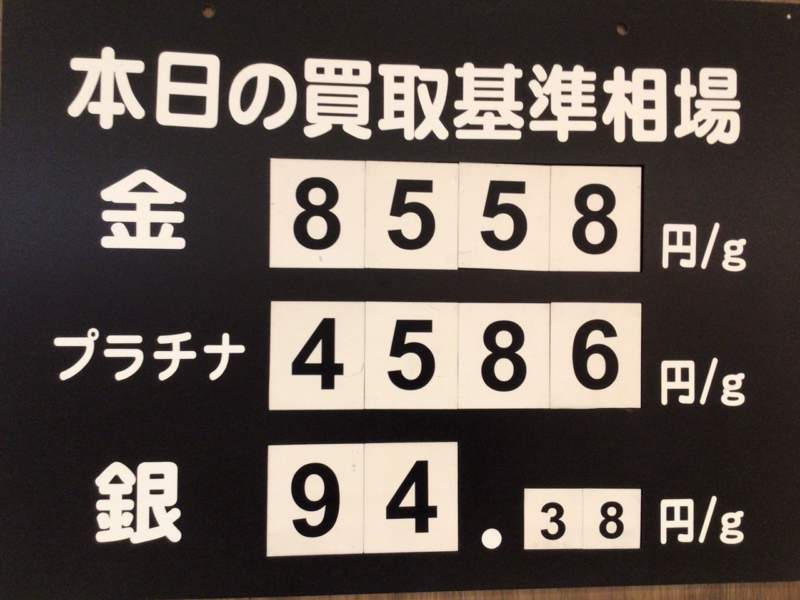 本日の買取基準相場
金 8558 円/g
プラチナ 4586 円/g
銀 94.38 円/g